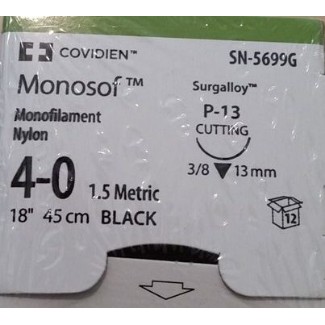 COVIDIEN™
SN-5699G
Monosof™
Surgalloy™
Monofilament
Nylon
P-13
CUTTING
4-0 1.5 Metric
3/8 13 mm
18" 45 cm BLACK
12